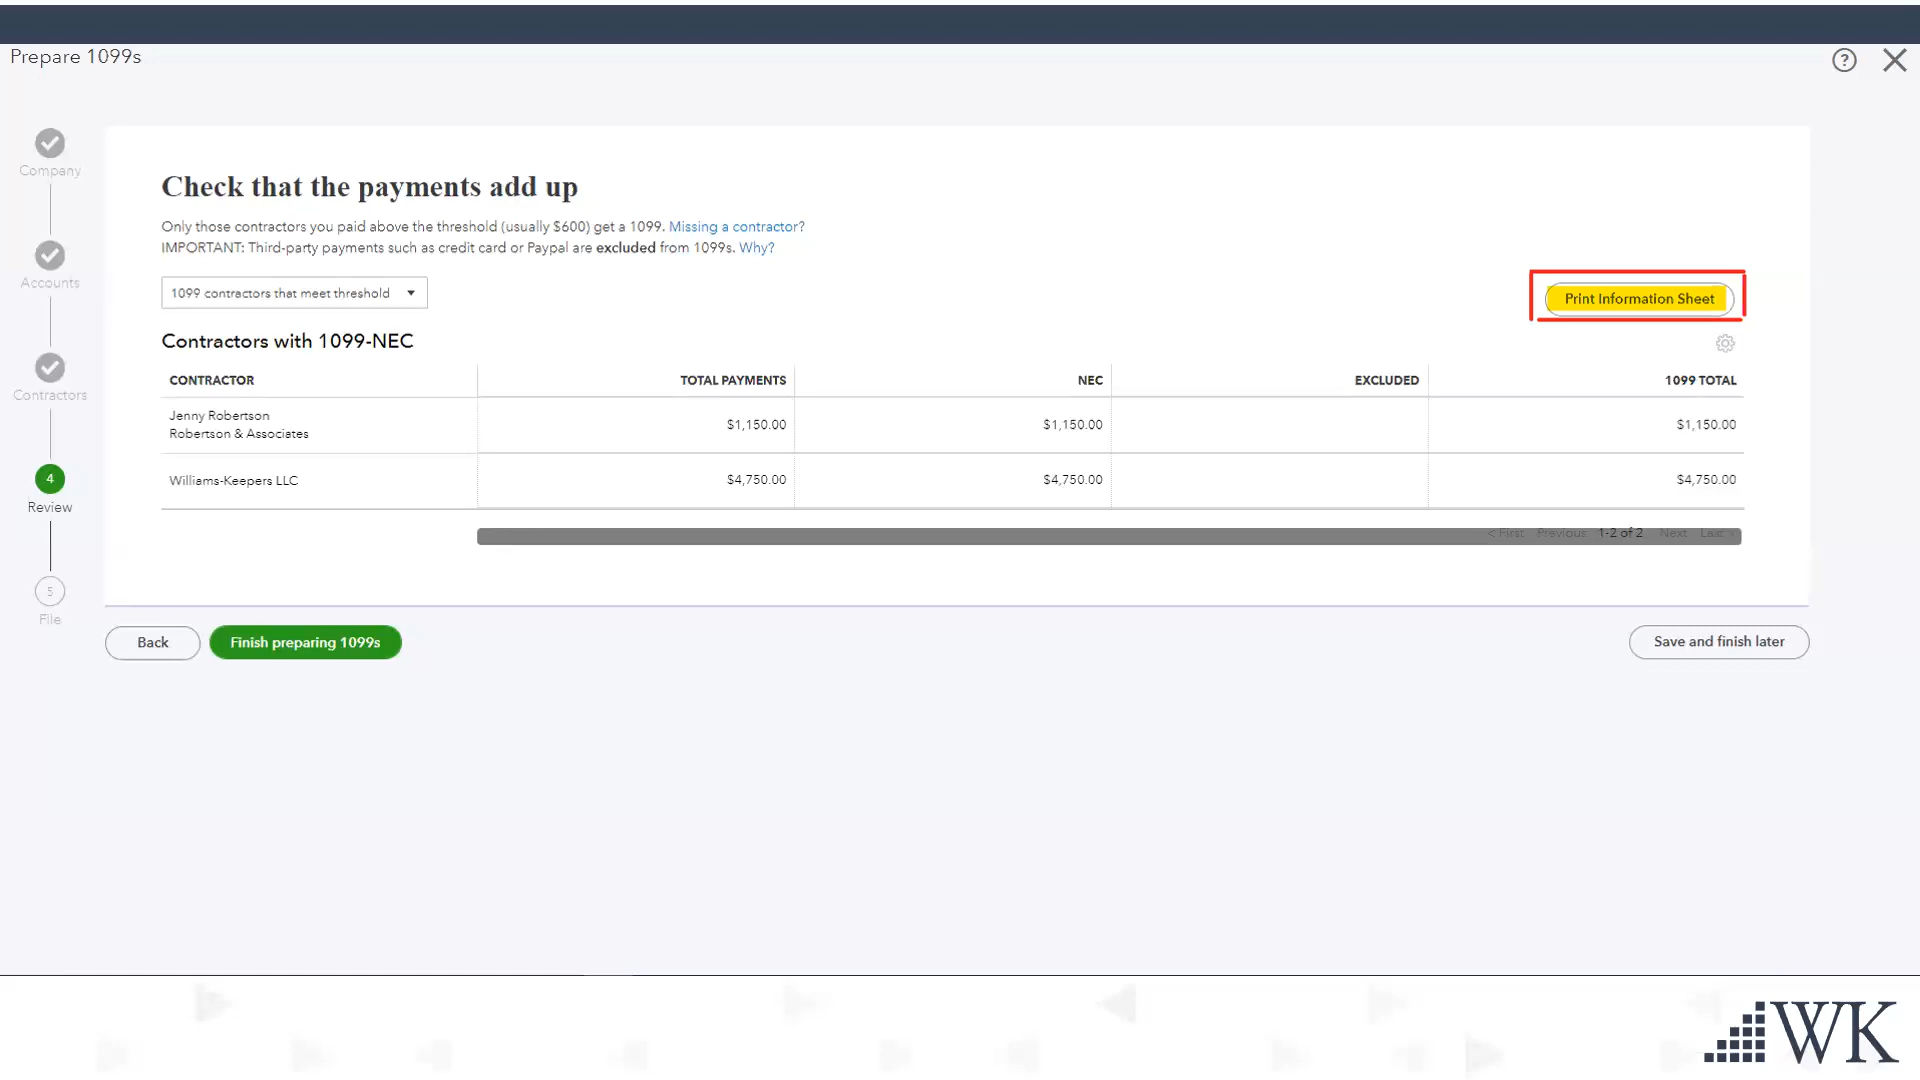 Prepare 1099s
?
Company
Accounts
Contractors
4
Review
5
File
Check that the payments add up
Only those contractors you paid above the threshold (usually $600) get a 1099. Missing a contractor?
IMPORTANT: Third-party payments such as credit card or Paypal are excluded from 1099s. Why?
1099 contractors that meet threshold
Print Information Sheet
Contractors with 1099-NEC
CONTRACTOR TOTAL PAYMENTS NEC EXCLUDED 1099 TOTAL
Jenny Robertson
Robertson & Associates $1,150.00 $1,150.00 $1,150.00
Williams-Keepers LLC $4,750.00 $4,750.00 $4,750.00
< First Previous 1-2 of 2 Next Last
Back
Finish preparing 1099s
Save and finish later
WK